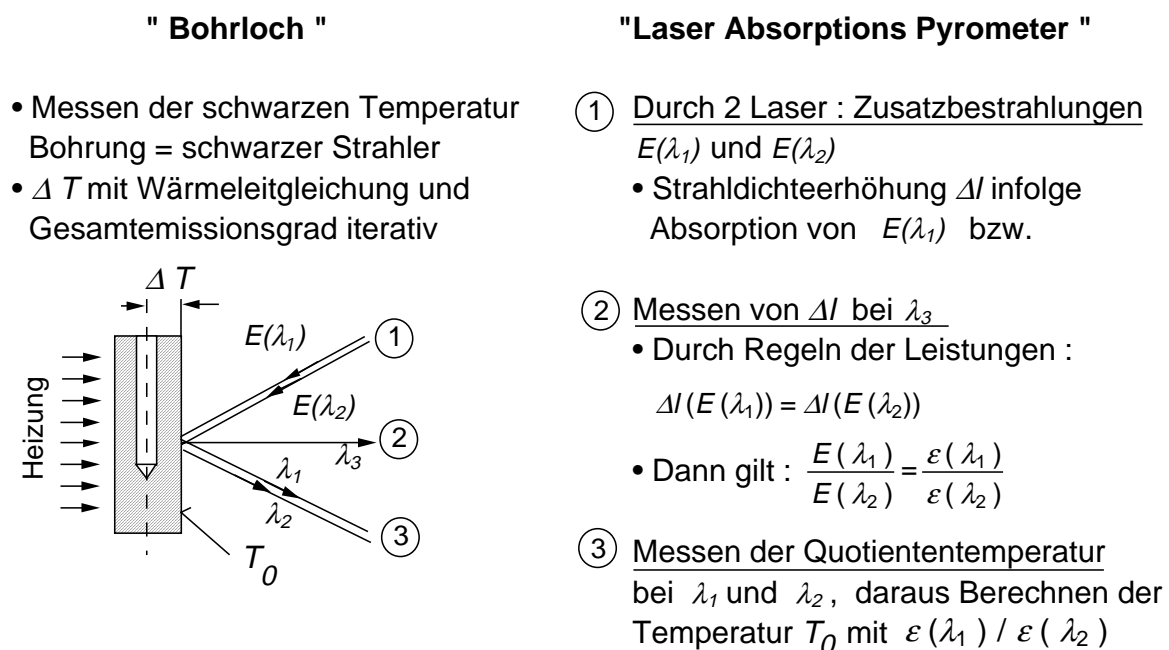 " Bohrloch "
• Messen der schwarzen Temperatur
Bohrung = schwarzer Strahler
• Δ T mit Wärmeleitgleichung und
Gesamtemissionsgrad iterativ
Δ T
Heizung
E(λ₁)
E(λ₂)
1
2
λ₃
λ₁
λ₂
3
T₀
"Laser Absorptions Pyrometer "
1 Durch 2 Laser : Zusatzbestrahlungen
E(λ₁) und E(λ₂)
• Strahldichteerhöhung ΔI infolge
Absorption von E(λ₁) bzw.
2 Messen von ΔI bei λ₃
• Durch Regeln der Leistungen :
ΔI (E (λ₁)) = ΔI (E (λ₂))
• Dann gilt : E ( λ₁ ) / E ( λ₂ ) = ε ( λ₁ ) / ε ( λ₂ )
3 Messen der Quotiententemperatur
bei λ₁ und λ₂ , daraus Berechnen der
Temperatur T₀ mit ε (λ₁ ) / ε ( λ₂ )